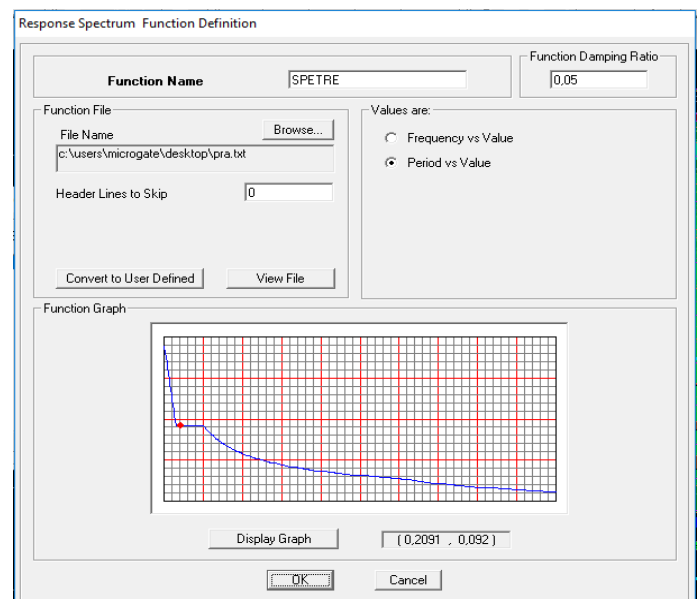 Response Spectrum Function Definition
Function Name
SPETRE
Function Damping Ratio
0,05
Function File
File Name
Browse...
c:\users\microgate\desktop\pra.txt
Header Lines to Skip
0
Convert to User Defined
View File
Values are:
Frequency vs Value
Period vs Value
Function Graph
Display Graph
(0,2091 , 0,092)
OK
Cancel